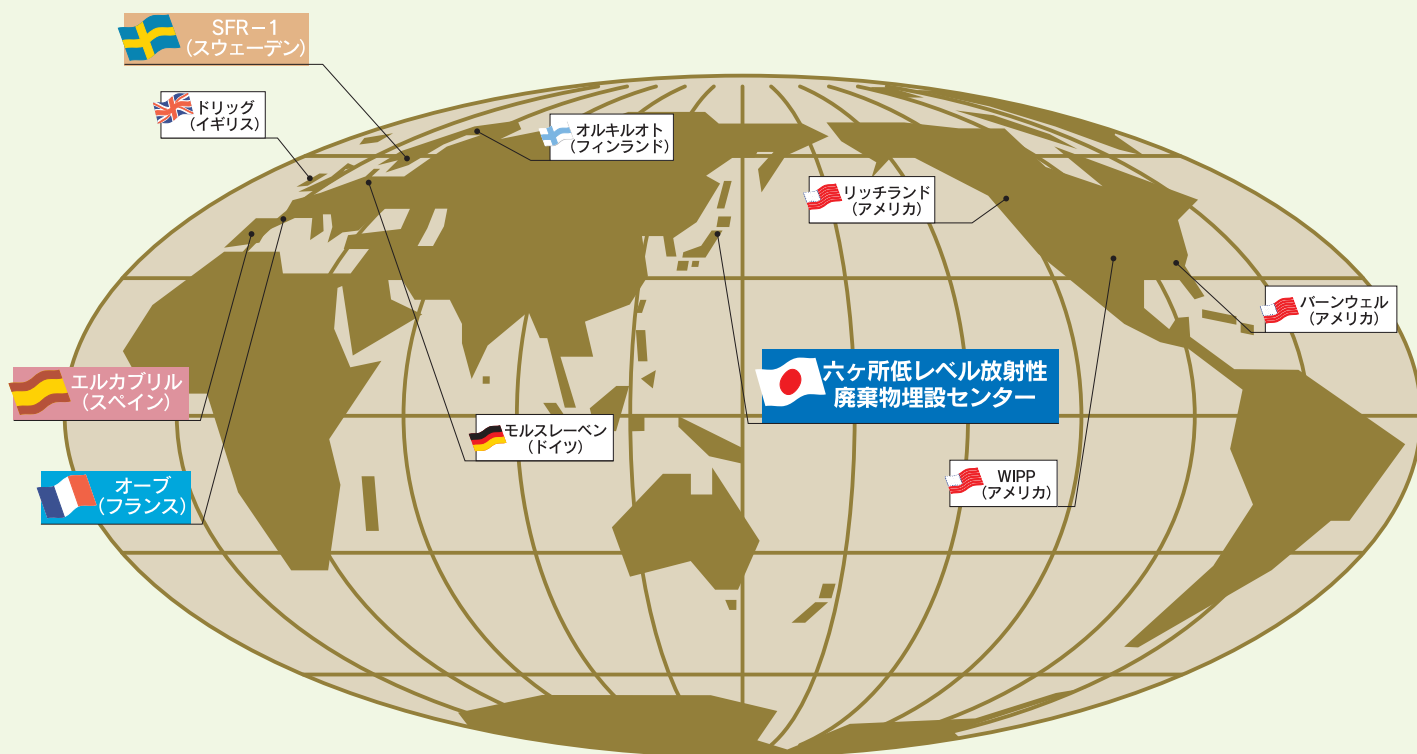 SFR−1
(スウェーデン)
ドリッグ
(イギリス)
オルキルオト
(フィンランド)
リッチランド
(アメリカ)
バーンウェル
(アメリカ)
エルカブリル
(スペイン)
六ヶ所低レベル放射性
廃棄物埋設センター
モルスレーベン
(ドイツ)
オーブ
(フランス)
WIPP
(アメリカ)